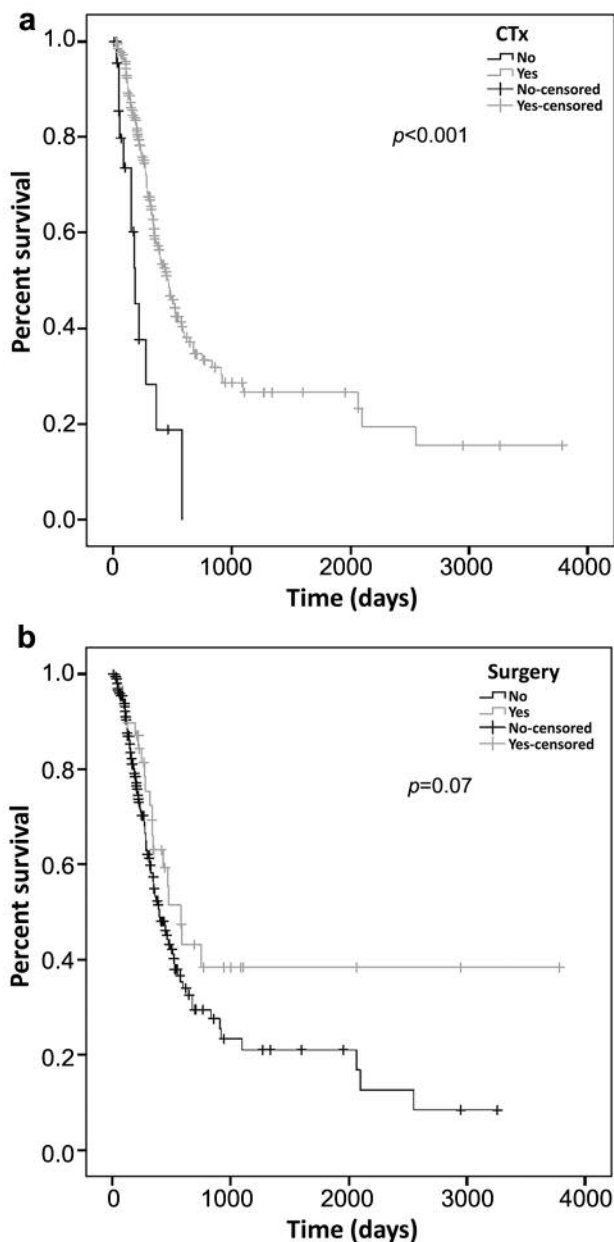 a
CTx
No
Yes
No-censored
Yes-censored
p<0.001
Percent survival
1.0
0.8
0.6
0.4
0.2
0.0
0 1000 2000 3000 4000
Time (days)
b
Surgery
No
Yes
No-censored
Yes-censored
p=0.07
Percent survival
1.0
0.8
0.6
0.4
0.2
0.0
0 1000 2000 3000 4000
Time (days)